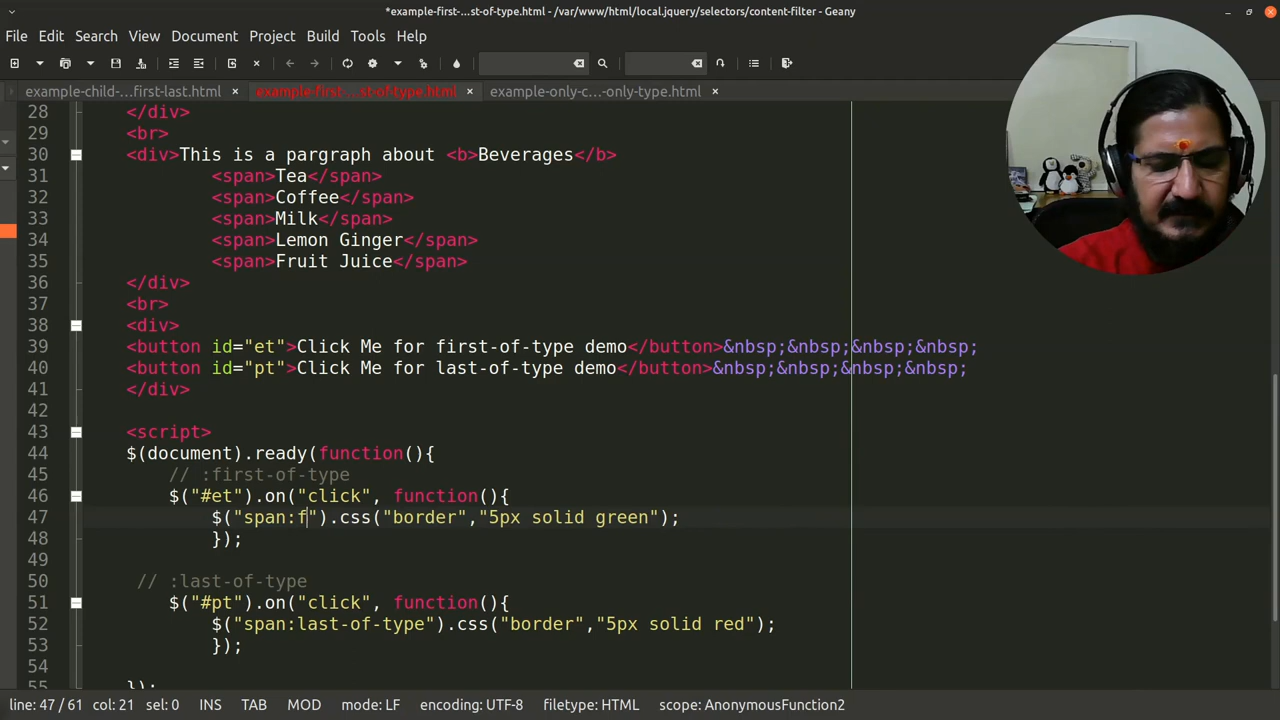 *example-first-...st-of-type.html - /var/www/html/local.jquery/selectors/content-filter - Geany
File Edit Search View Document Project Build Tools Help
example-child-...first-last.html × example-first-...st-of-type.html × example-only-c...-only-type.html ×
28 </div>
29 <br>
30 <div>This is a pargraph about <b>Beverages</b>
31 <span>Tea</span>
32 <span>Coffee</span>
33 <span>Milk</span>
34 <span>Lemon Ginger</span>
35 <span>Fruit Juice</span>
36 </div>
37 <br>
38 <div>
39 <button id="et">Click Me for first-of-type demo</button>&nbsp;&nbsp;&nbsp;&nbsp;
40 <button id="pt">Click Me for last-of-type demo</button>&nbsp;&nbsp;&nbsp;&nbsp;
41 </div>
42
43 <script>
44 $(document).ready(function(){
45 // :first-of-type
46 $("#et").on("click", function(){
47 $("span:f").css("border","5px solid green");
48 });
49
50 // :last-of-type
51 $("#pt").on("click", function(){
52 $("span:last-of-type").css("border","5px solid red");
53 });
54
55 });
line: 47 / 61 col: 21 sel: 0 INS TAB MOD mode: LF encoding: UTF-8 filetype: HTML scope: AnonymousFunction2